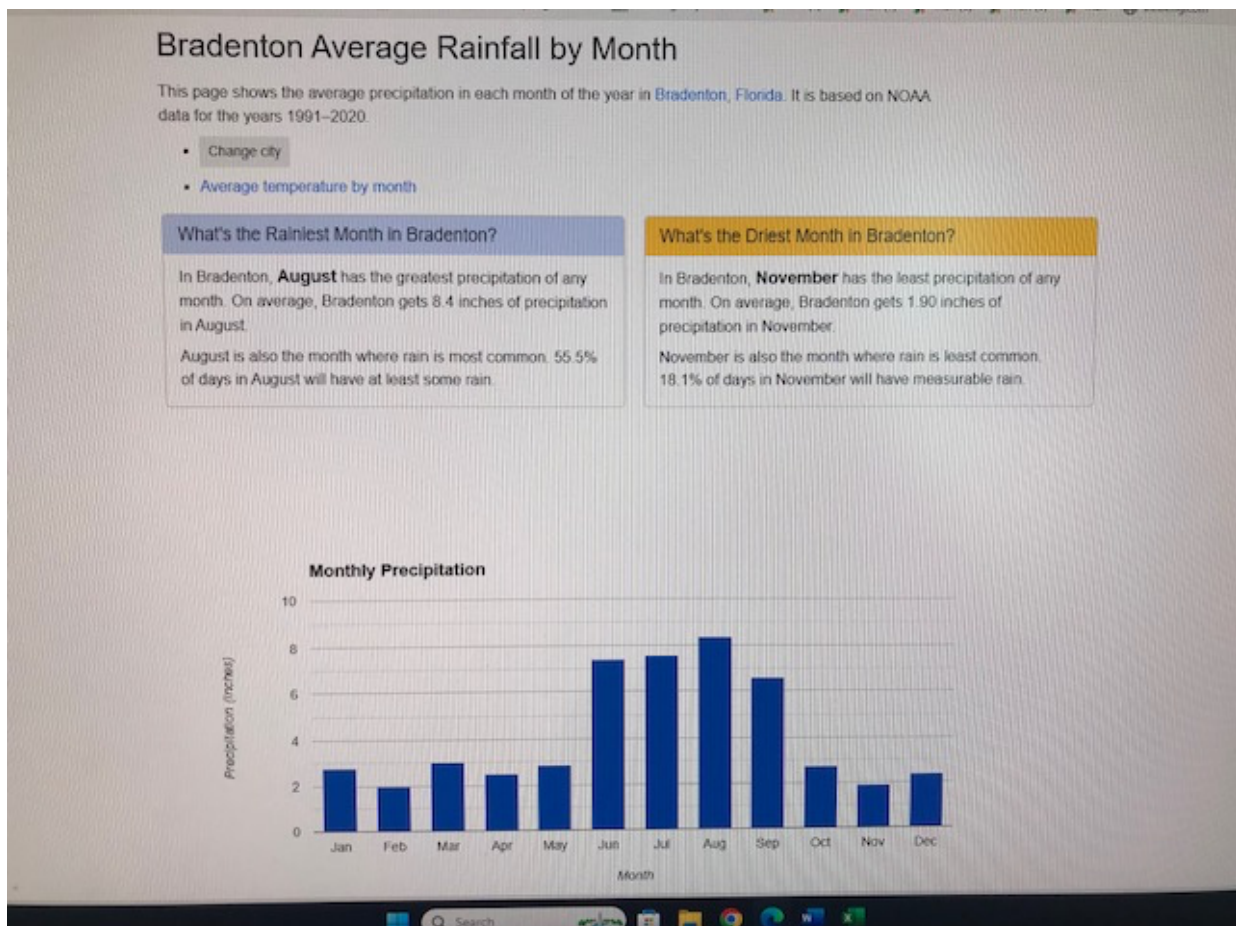 Bradenton Average Rainfall by Month
This page shows the average precipitation in each month of the year in Bradenton, Florida. It is based on NOAA
data for the years 1991–2020.
Change city
Average temperature by month
What's the Rainiest Month in Bradenton?
In Bradenton, August has the greatest precipitation of any
month. On average, Bradenton gets 8.4 inches of precipitation
in August.
August is also the month where rain is most common. 55.5%
of days in August will have at least some rain.
What's the Driest Month in Bradenton?
In Bradenton, November has the least precipitation of any
month. On average, Bradenton gets 1.90 inches of
precipitation in November.
November is also the month where rain is least common.
18.1% of days in November will have measurable rain.
Monthly Precipitation
Precipitation (inches)
10
8
6
4
2
0
Jan Feb Mar Apr May Jun Jul Aug Sep Oct Nov Dec
Month
Search